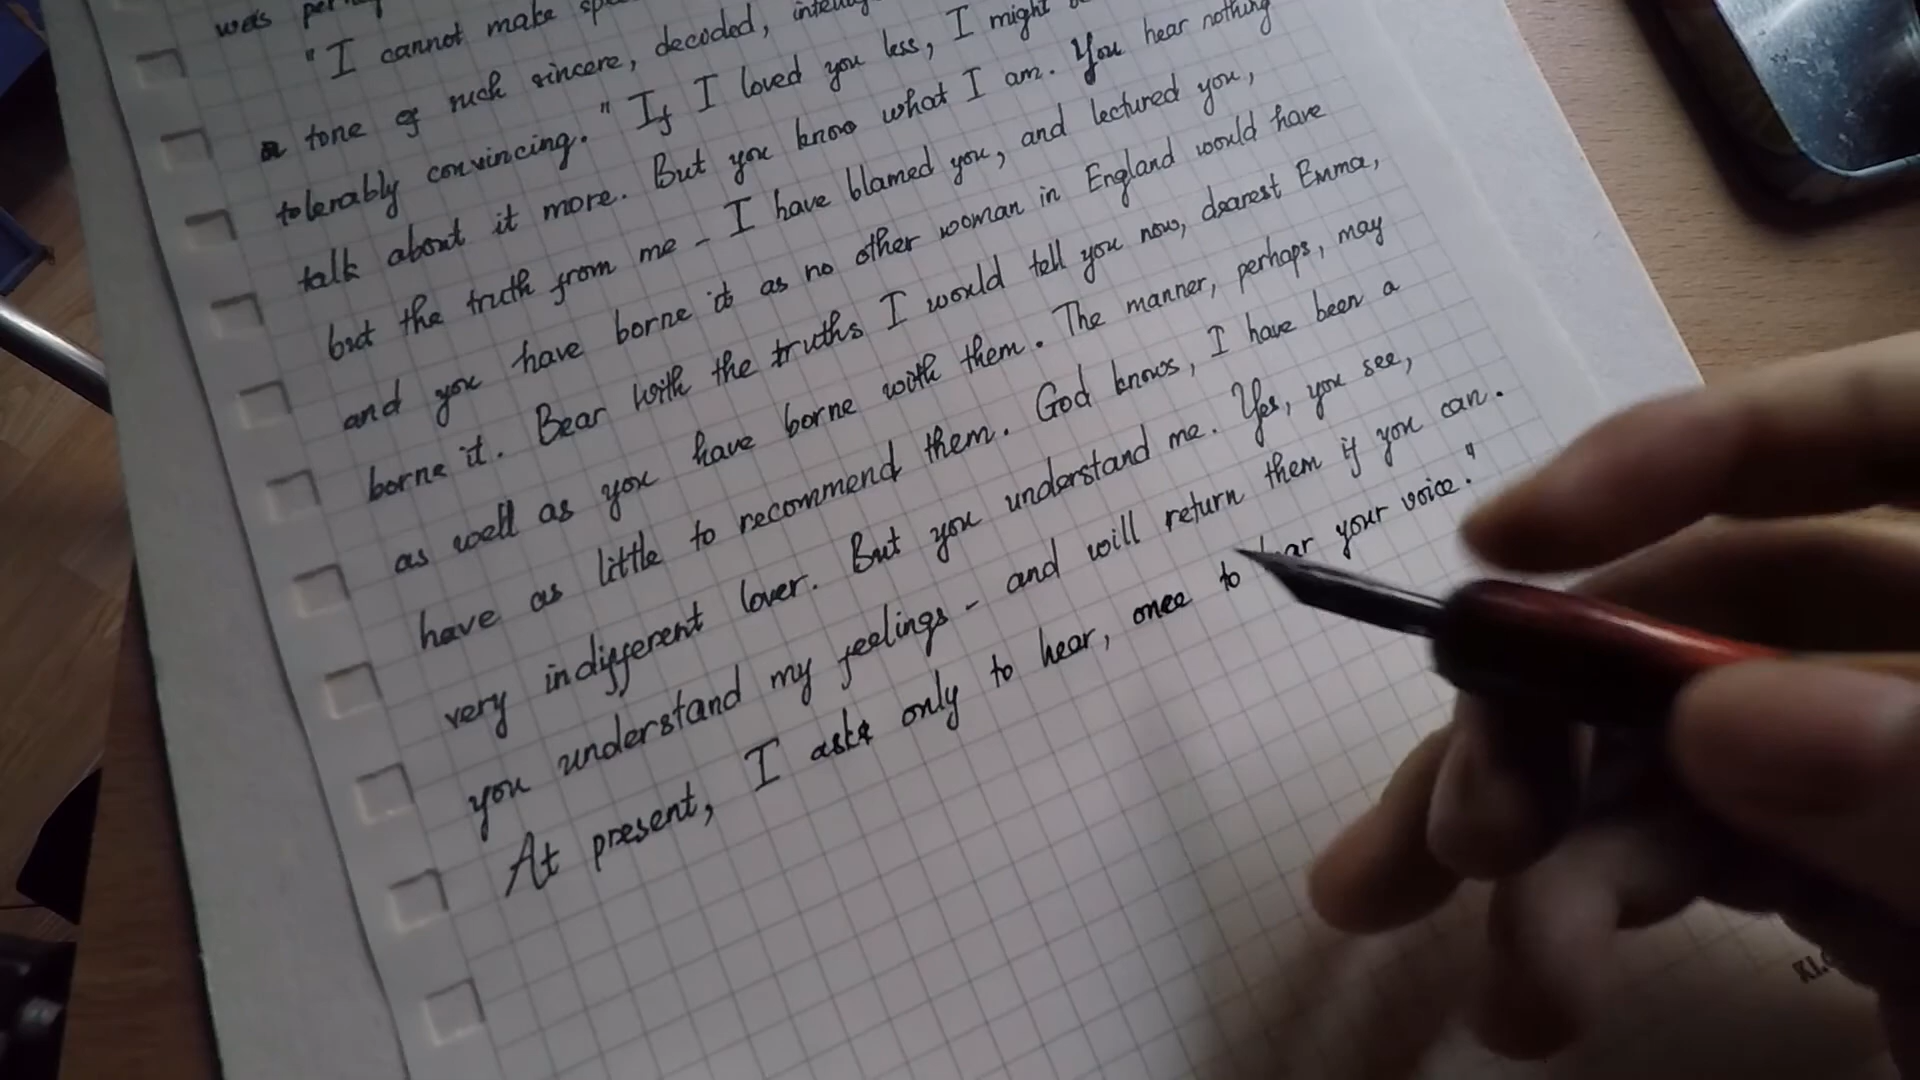 was
"I cannot make
a tone of such sincere, decoded,
tolerably convincing." If I loved you less, I might
talk about it more. But you know what I am. You hear nothing
but the truth from me - I have blamed you, and lectured you,
and you have borne it as no other woman in England would have
borne it. Bear with the truths I would tell you now, dearest Emma,
as well as you have borne with them. The manner, perhaps, may
have as little to recommend them. God knows, I have been a
very indifferent lover. But you understand me. Yes, you see,
you understand my feelings - and will return them if you can.
At present, I ask only to hear, once to your voice."